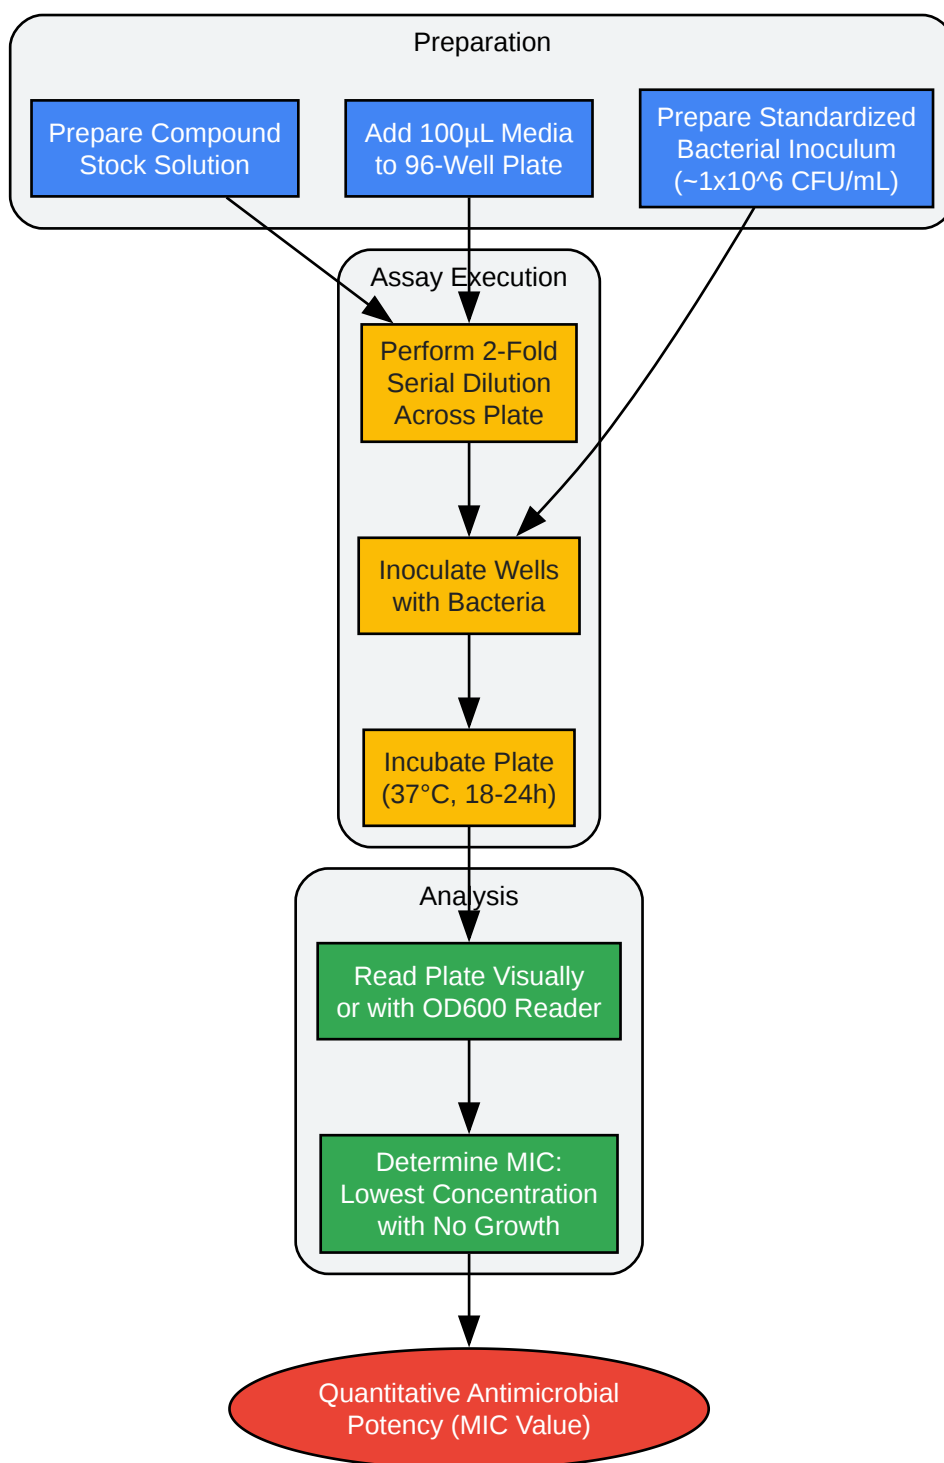 Preparation
Prepare Compound
Stock Solution
Add 100µL Media
to 96-Well Plate
Prepare Standardized
Bacterial Inoculum
(~1x10^6 CFU/mL)
Assay Execution
Perform 2-Fold
Serial Dilution
Across Plate
Inoculate Wells
with Bacteria
Incubate Plate
(37°C, 18-24h)
Analysis
Read Plate Visually
or with OD600 Reader
Determine MIC:
Lowest Concentration
with No Growth
Quantitative Antimicrobial
Potency (MIC Value)